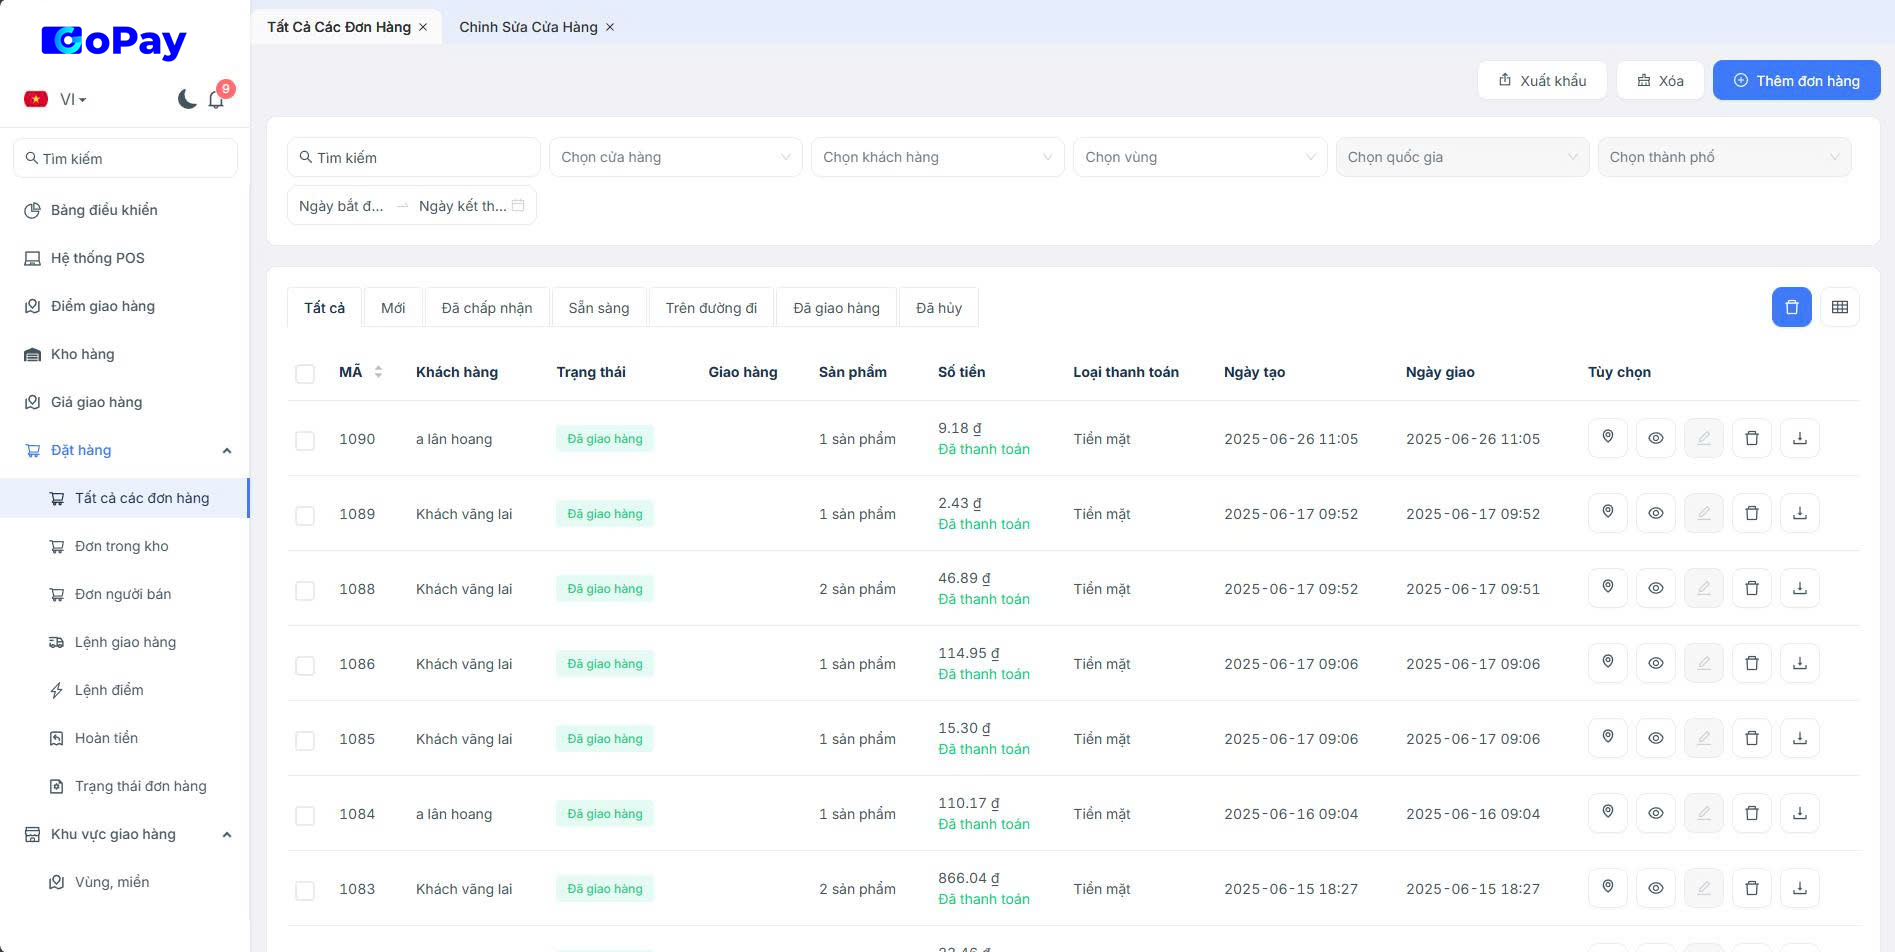 GoPay
VI
9
Tìm kiếm
Bảng điều khiển
Hệ thống POS
Điểm giao hàng
Kho hàng
Giá giao hàng
Đặt hàng
Tất cả các đơn hàng
Đơn trong kho
Đơn người bán
Lệnh giao hàng
Lệnh điểm
Hoàn tiền
Trạng thái đơn hàng
Khu vực giao hàng
Vùng, miền
Tất Cả Các Đơn Hàng × Chỉnh Sửa Cửa Hàng ×
Xuất khẩu Xóa Thêm đơn hàng
Tìm kiếm Chọn cửa hàng Chọn khách hàng Chọn vùng Chọn quốc gia Chọn thành phố
Ngày bắt đ... → Ngày kết th...
Tất cả Mới Đã chấp nhận Sẵn sàng Trên đường đi Đã giao hàng Đã hủy
MÃ Khách hàng Trạng thái Giao hàng Sản phẩm Số tiền Loại thanh toán Ngày tạo Ngày giao Tùy chọn
1090 a lân hoang Đã giao hàng 1 sản phẩm 9.18 ₫ Tiền mặt 2025-06-26 11:05 2025-06-26 11:05
Đã thanh toán
1089 Khách vãng lai Đã giao hàng 1 sản phẩm 2.43 ₫ Tiền mặt 2025-06-17 09:52 2025-06-17 09:52
Đã thanh toán
1088 Khách vãng lai Đã giao hàng 2 sản phẩm 46.89 ₫ Tiền mặt 2025-06-17 09:52 2025-06-17 09:51
Đã thanh toán
1086 Khách vãng lai Đã giao hàng 1 sản phẩm 114.95 ₫ Tiền mặt 2025-06-17 09:06 2025-06-17 09:06
Đã thanh toán
1085 Khách vãng lai Đã giao hàng 1 sản phẩm 15.30 ₫ Tiền mặt 2025-06-17 09:06 2025-06-17 09:06
Đã thanh toán
1084 a lân hoang Đã giao hàng 1 sản phẩm 110.17 ₫ Tiền mặt 2025-06-16 09:04 2025-06-16 09:04
Đã thanh toán
1083 Khách vãng lai Đã giao hàng 2 sản phẩm 866.04 ₫ Tiền mặt 2025-06-15 18:27 2025-06-15 18:27
Đã thanh toán